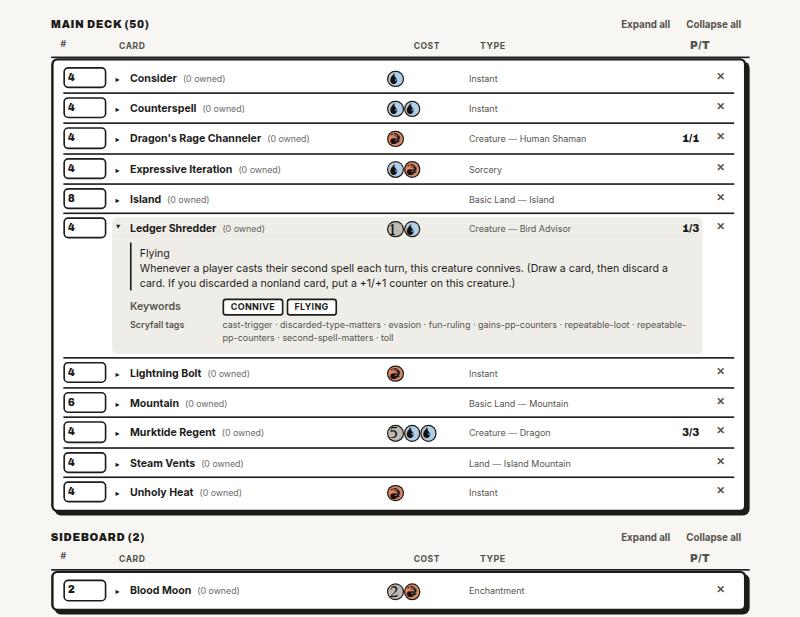 MAIN DECK (50) Expand all Collapse all
# CARD COST TYPE P/T
4 ▸ Consider (0 owned) Instant ×
4 ▸ Counterspell (0 owned) Instant ×
4 ▸ Dragon's Rage Channeler (0 owned) Creature — Human Shaman 1/1 ×
4 ▸ Expressive Iteration (0 owned) Sorcery ×
8 ▸ Island (0 owned) Basic Land — Island ×
4 ▾ Ledger Shredder (0 owned) 1 Creature — Bird Advisor 1/3 ×
Flying
Whenever a player casts their second spell each turn, this creature connives. (Draw a card, then discard a
card. If you discarded a nonland card, put a +1/+1 counter on this creature.)
Keywords CONNIVE FLYING
Scryfall tags cast-trigger · discarded-type-matters · evasion · fun-ruling · gains-pp-counters · repeatable-loot · repeatable-
pp-counters · second-spell-matters · toll
4 ▸ Lightning Bolt (0 owned) Instant ×
6 ▸ Mountain (0 owned) Basic Land — Mountain ×
4 ▸ Murktide Regent (0 owned) 5 Creature — Dragon 3/3 ×
4 ▸ Steam Vents (0 owned) Land — Island Mountain ×
4 ▸ Unholy Heat (0 owned) Instant ×
SIDEBOARD (2) Expand all Collapse all
# CARD COST TYPE P/T
2 ▸ Blood Moon (0 owned) 2 Enchantment ×